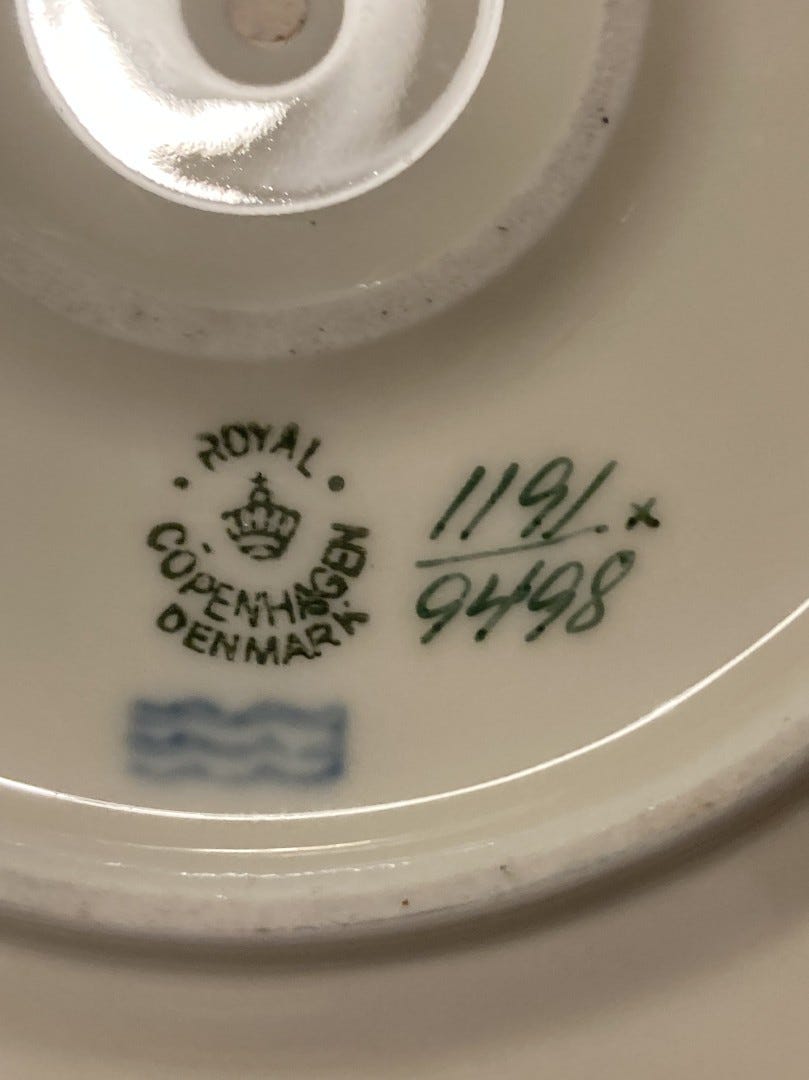 ROYAL
COPENHAGEN
DENMARK
1191 x
9498